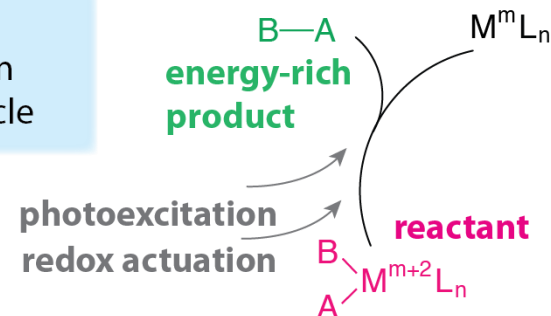 B—A
MᵐLₙ
energy-rich
product
n
cle
photoexcitation
redox actuation
reactant
B
Mᵐ⁺²Lₙ
A